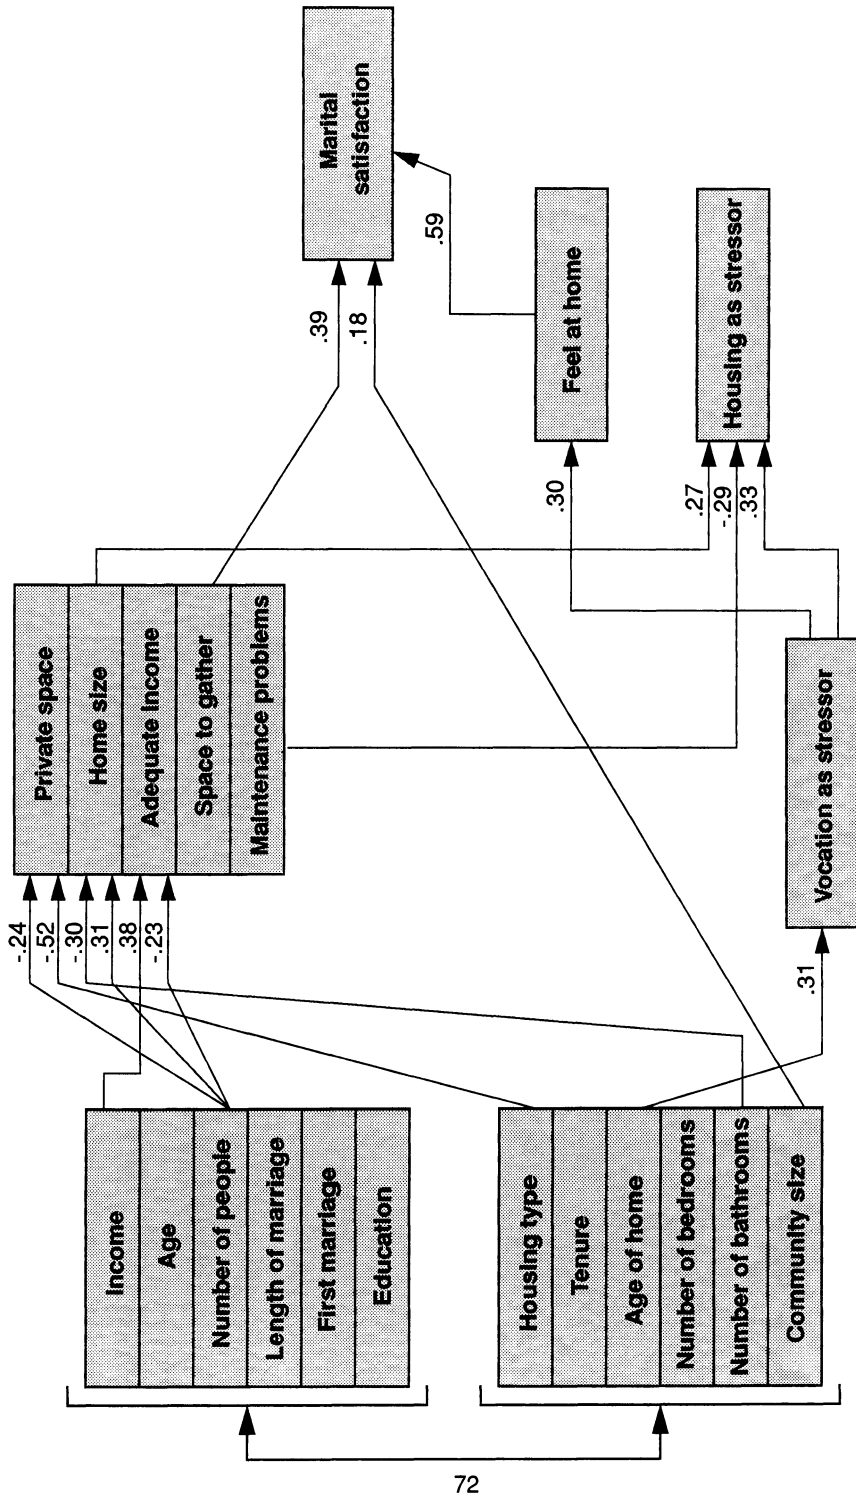 Income
Age
Number of people
Length of marriage
First marriage
Education
Housing type
Tenure
Age of home
Number of bedrooms
Number of bathrooms
Community size
-.24
-.52
-.30
.31
.38
-.23
.31
Private space
Home size
Adequate income
Space to gather
Maintenance problems
Vocation as stressor
.39
.18
.59
.30
.27
-.29
.33
Marital
satisfaction
Feel at home
Housing as stressor
72